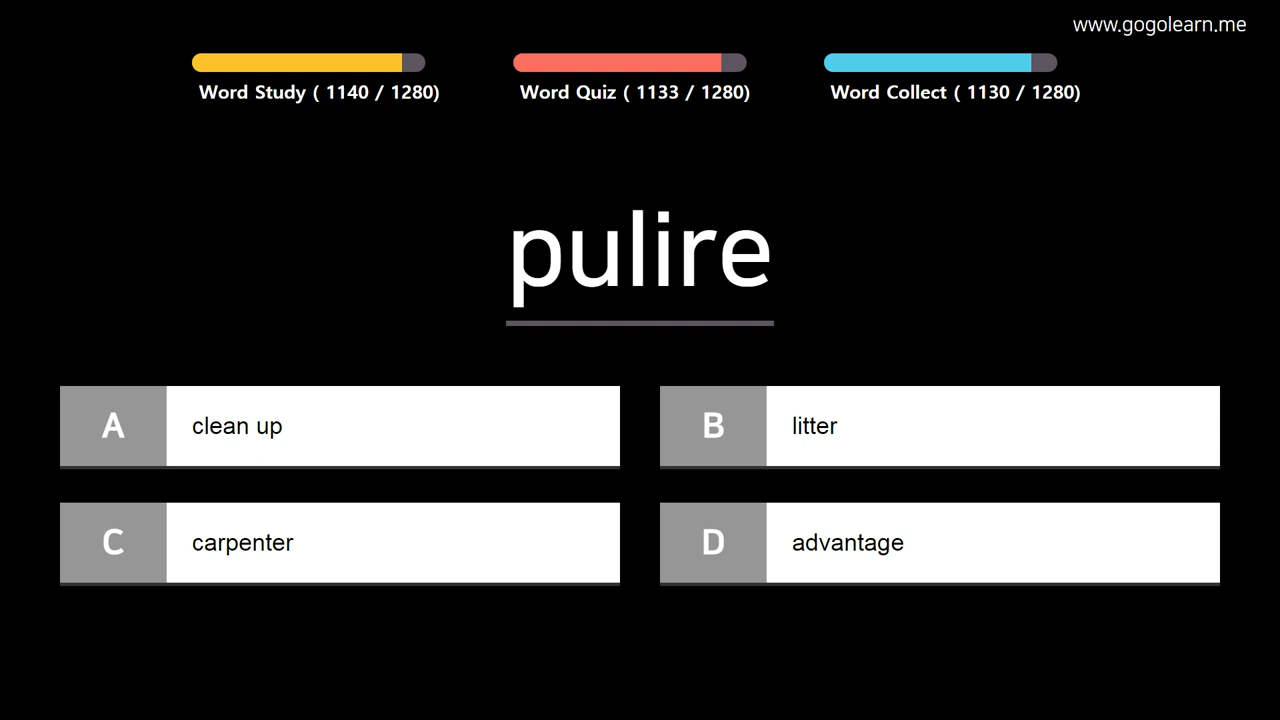 www.gogolearn.me
Word Study ( 1140 / 1280)
Word Quiz ( 1133 / 1280)
Word Collect ( 1130 / 1280)
pulire
A clean up
B litter
C carpenter
D advantage